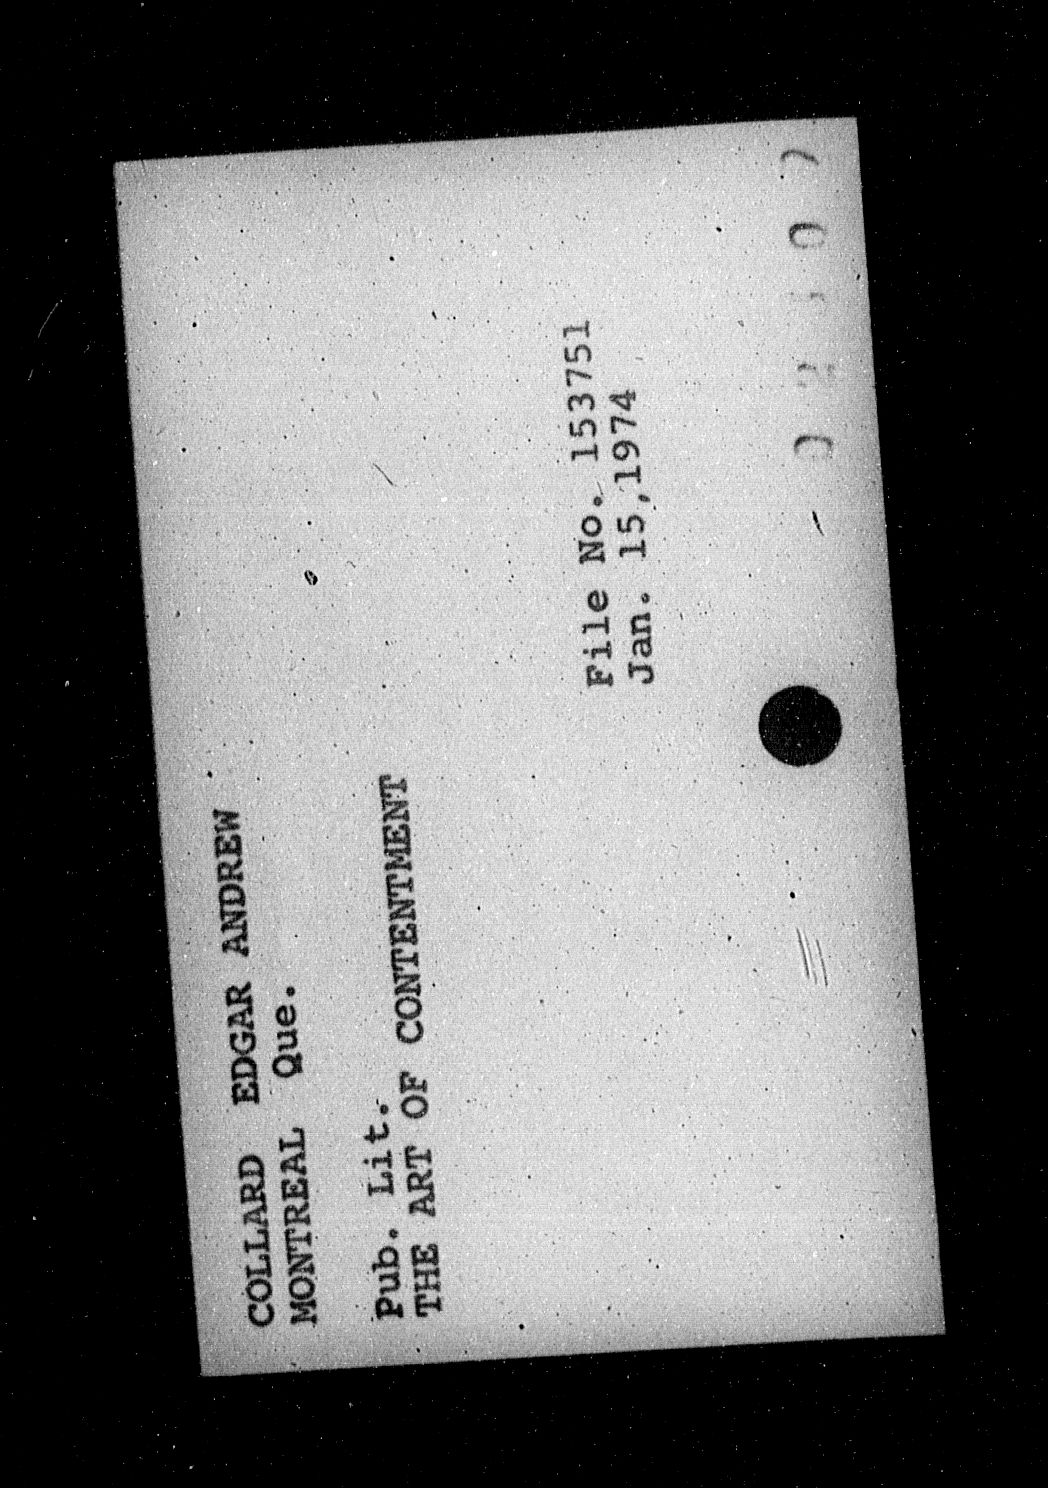 COLLARD EDGAR ANDREW
MONTREAL Que.
Pub. Lit.
THE ART OF CONTENTMENT
File No. 153751
Jan. 15,1974